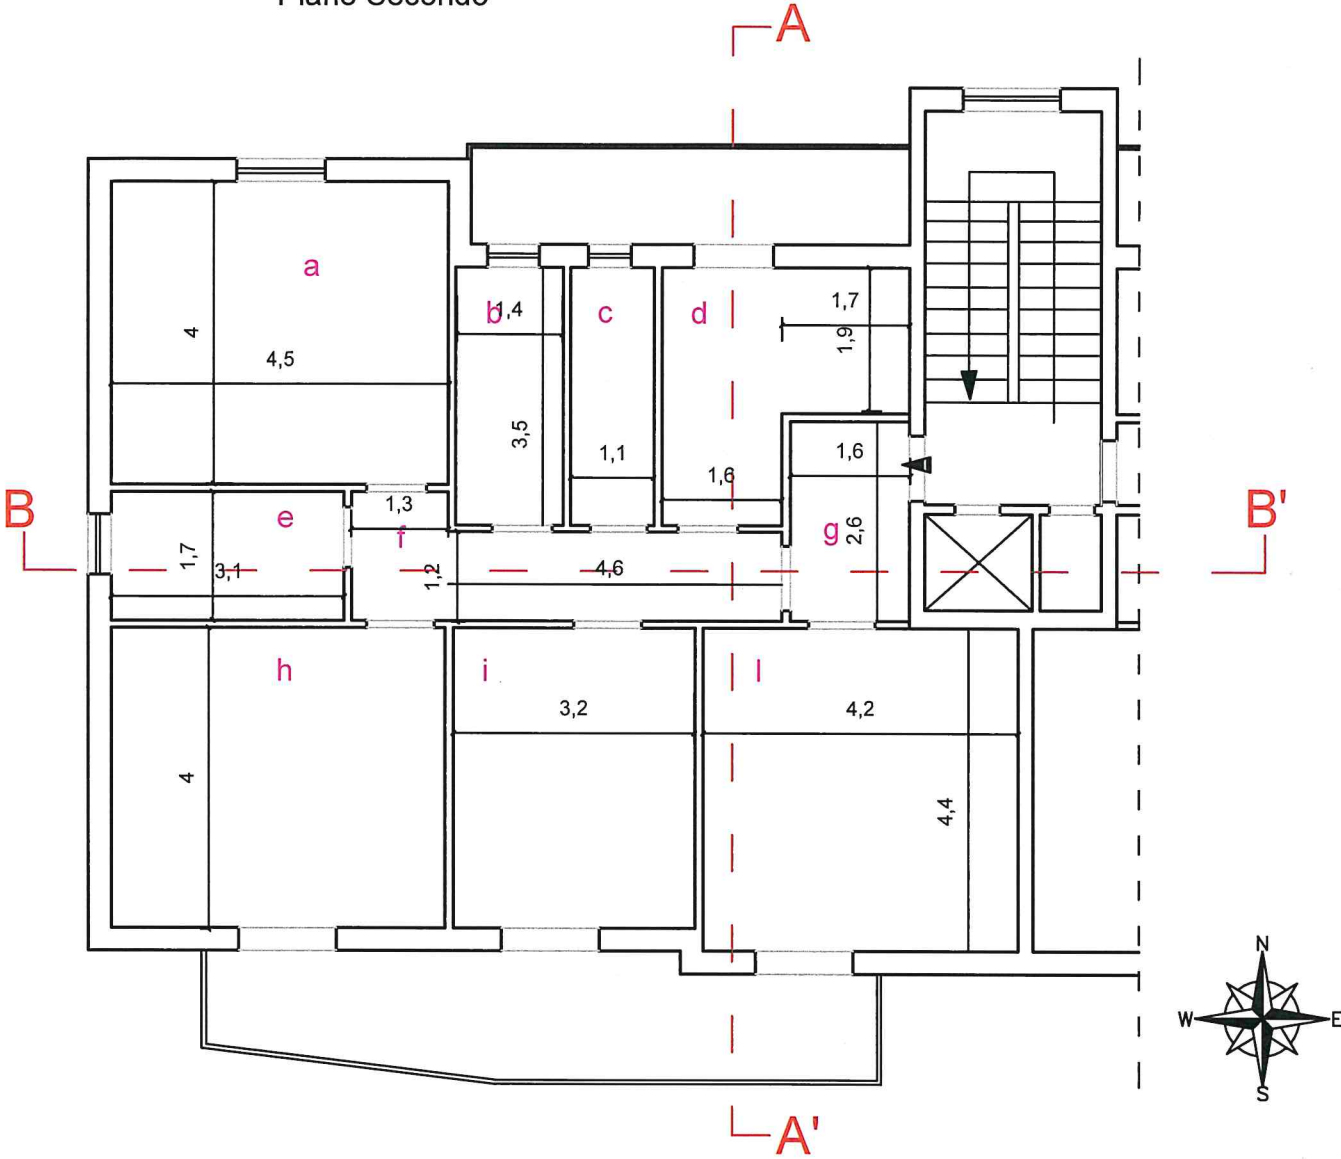 Piano Secondo
A
a
b
1,4
c
d
1,7
1,9
4
4,5
3,5
1,1
1,6
1,6
B
e
1,3
f
g
2,6
B'
1,7
3,1
1,2
4,6
h
i
l
3,2
4,2
4
4,4
N
W
E
S
A'